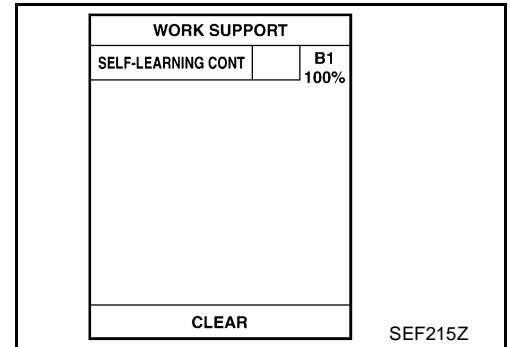 WORK SUPPORT
SELF-LEARNING CONT B1
100%
CLEAR
SEF215Z